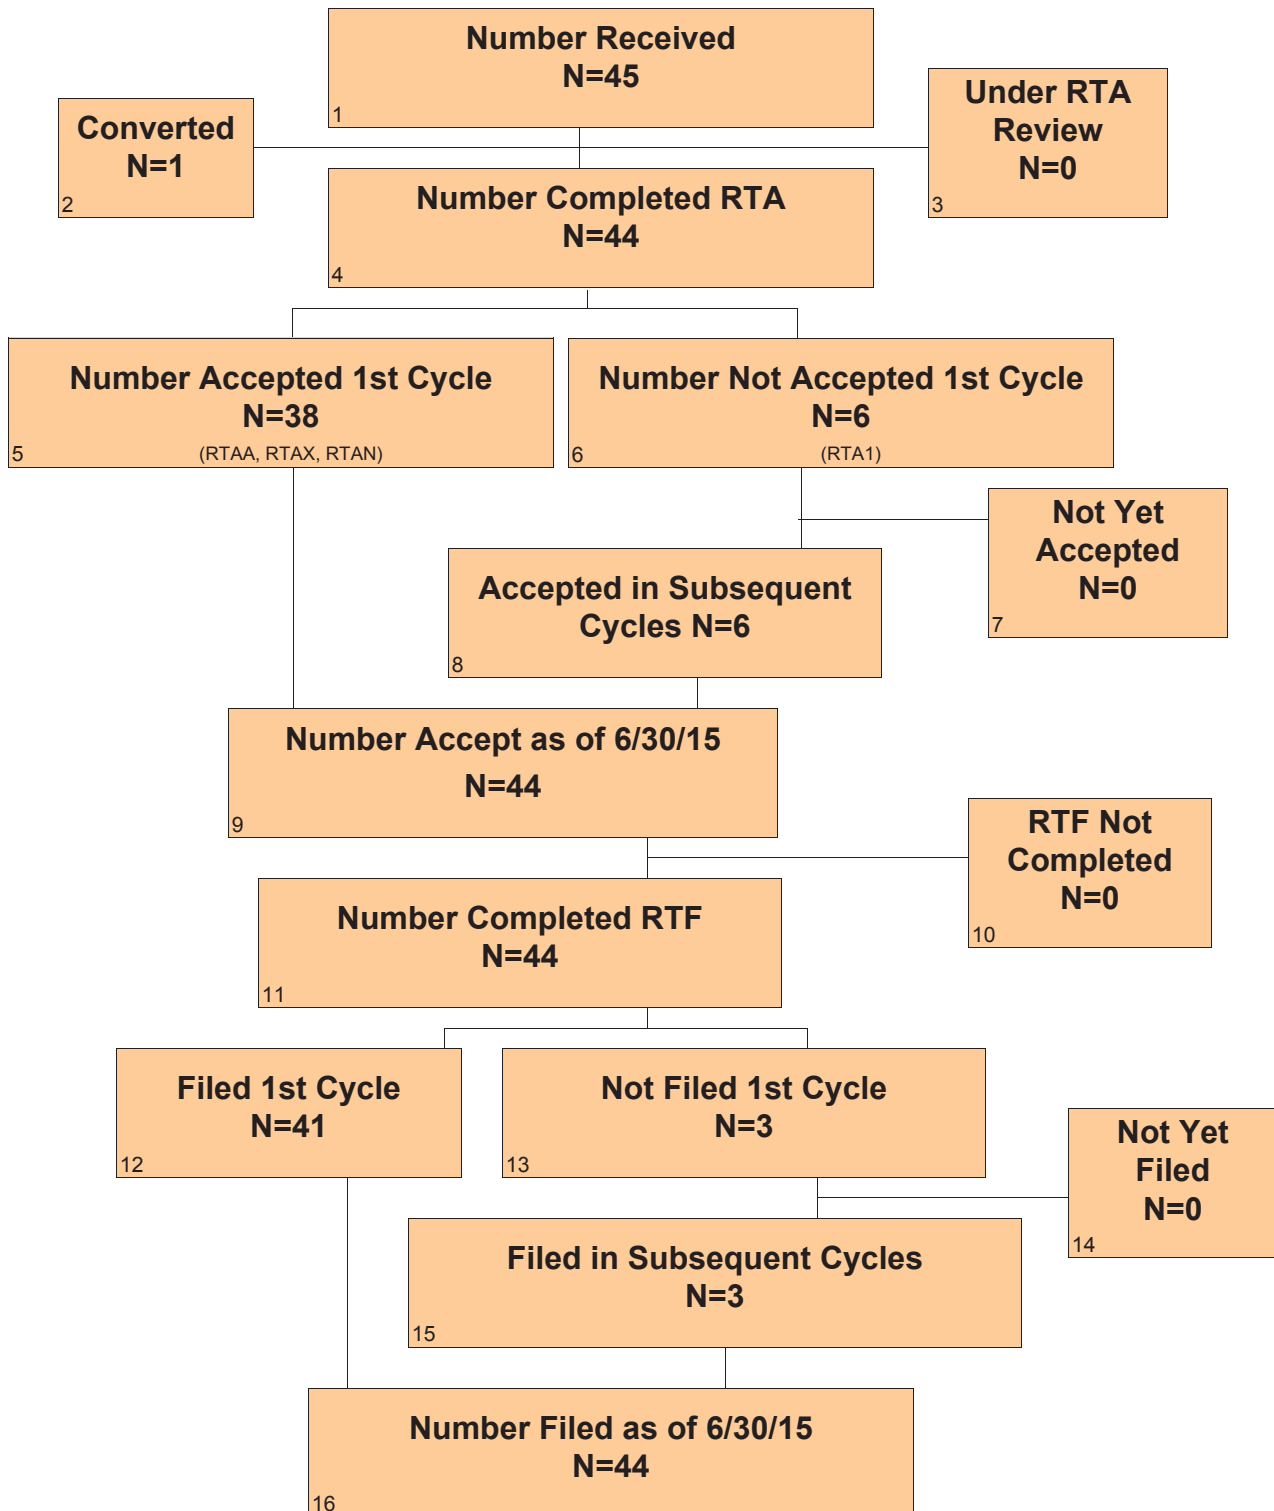 Number Received
N=45
1
Converted
N=1
2
Under RTA
Review
N=0
3
Number Completed RTA
N=44
4
Number Accepted 1st Cycle
N=38
(RTAA, RTAX, RTAN)
5
Number Not Accepted 1st Cycle
N=6
(RTA1)
6
Not Yet
Accepted
N=0
7
Accepted in Subsequent
Cycles N=6
8
Number Accept as of 6/30/15
N=44
9
RTF Not
Completed
N=0
10
Number Completed RTF
N=44
11
Filed 1st Cycle
N=41
12
Not Filed 1st Cycle
N=3
13
Not Yet
Filed
N=0
14
Filed in Subsequent Cycles
N=3
15
Number Filed as of 6/30/15
N=44
16